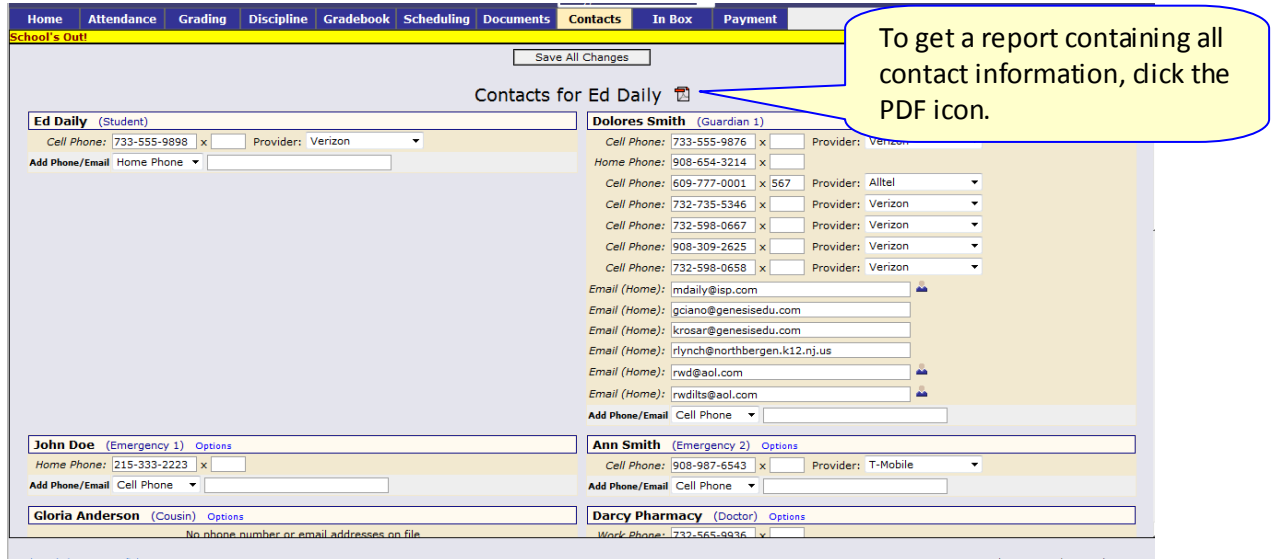 Home Attendance Grading Discipline Gradebook Scheduling Documents Contacts In Box Payment
School's Out!
To get a report containing all
contact information, click the
PDF icon.
Save All Changes
Contacts for Ed Daily
Ed Daily (Student)
Cell Phone: 733-555-9898 x Provider: Verizon
Add Phone/Email Home Phone
Dolores Smith (Guardian 1)
Cell Phone: 733-555-9876 x Provider: Verizon
Home Phone: 908-654-3214 x
Cell Phone: 609-777-0001 x 567 Provider: Alltel
Cell Phone: 732-735-5346 x Provider: Verizon
Cell Phone: 732-598-0667 x Provider: Verizon
Cell Phone: 908-309-2625 x Provider: Verizon
Cell Phone: 732-598-0658 x Provider: Verizon
Email (Home): mdaily@isp.com
Email (Home): gciano@genesisedu.com
Email (Home): krosar@genesisedu.com
Email (Home): rlynch@northbergen.k12.nj.us
Email (Home): rwd@aol.com
Email (Home): rwdilts@aol.com
Add Phone/Email Cell Phone
John Doe (Emergency 1) Options
Home Phone: 215-333-2223 x
Add Phone/Email Cell Phone
Ann Smith (Emergency 2) Options
Cell Phone: 908-987-6543 x Provider: T-Mobile
Add Phone/Email Cell Phone
Gloria Anderson (Cousin) Options
No phone number or email addresses on file
Darcy Pharmacy (Doctor) Options
Work Phone: 732-565-9936 x